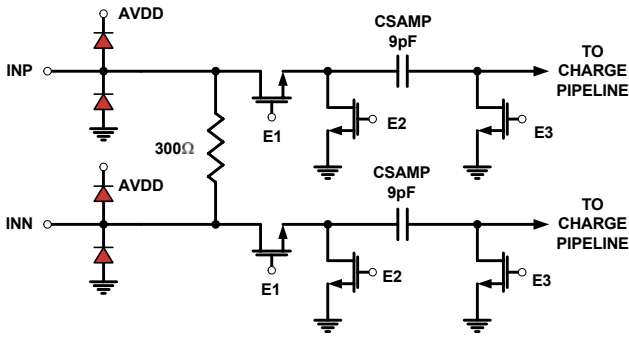 AVDD
CSAMP
9pF
TO
CHARGE
PIPELINE
INP
E1
E2
E3
300Ω
CSAMP
9pF
AVDD
TO
CHARGE
PIPELINE
INN
E1
E2
E3